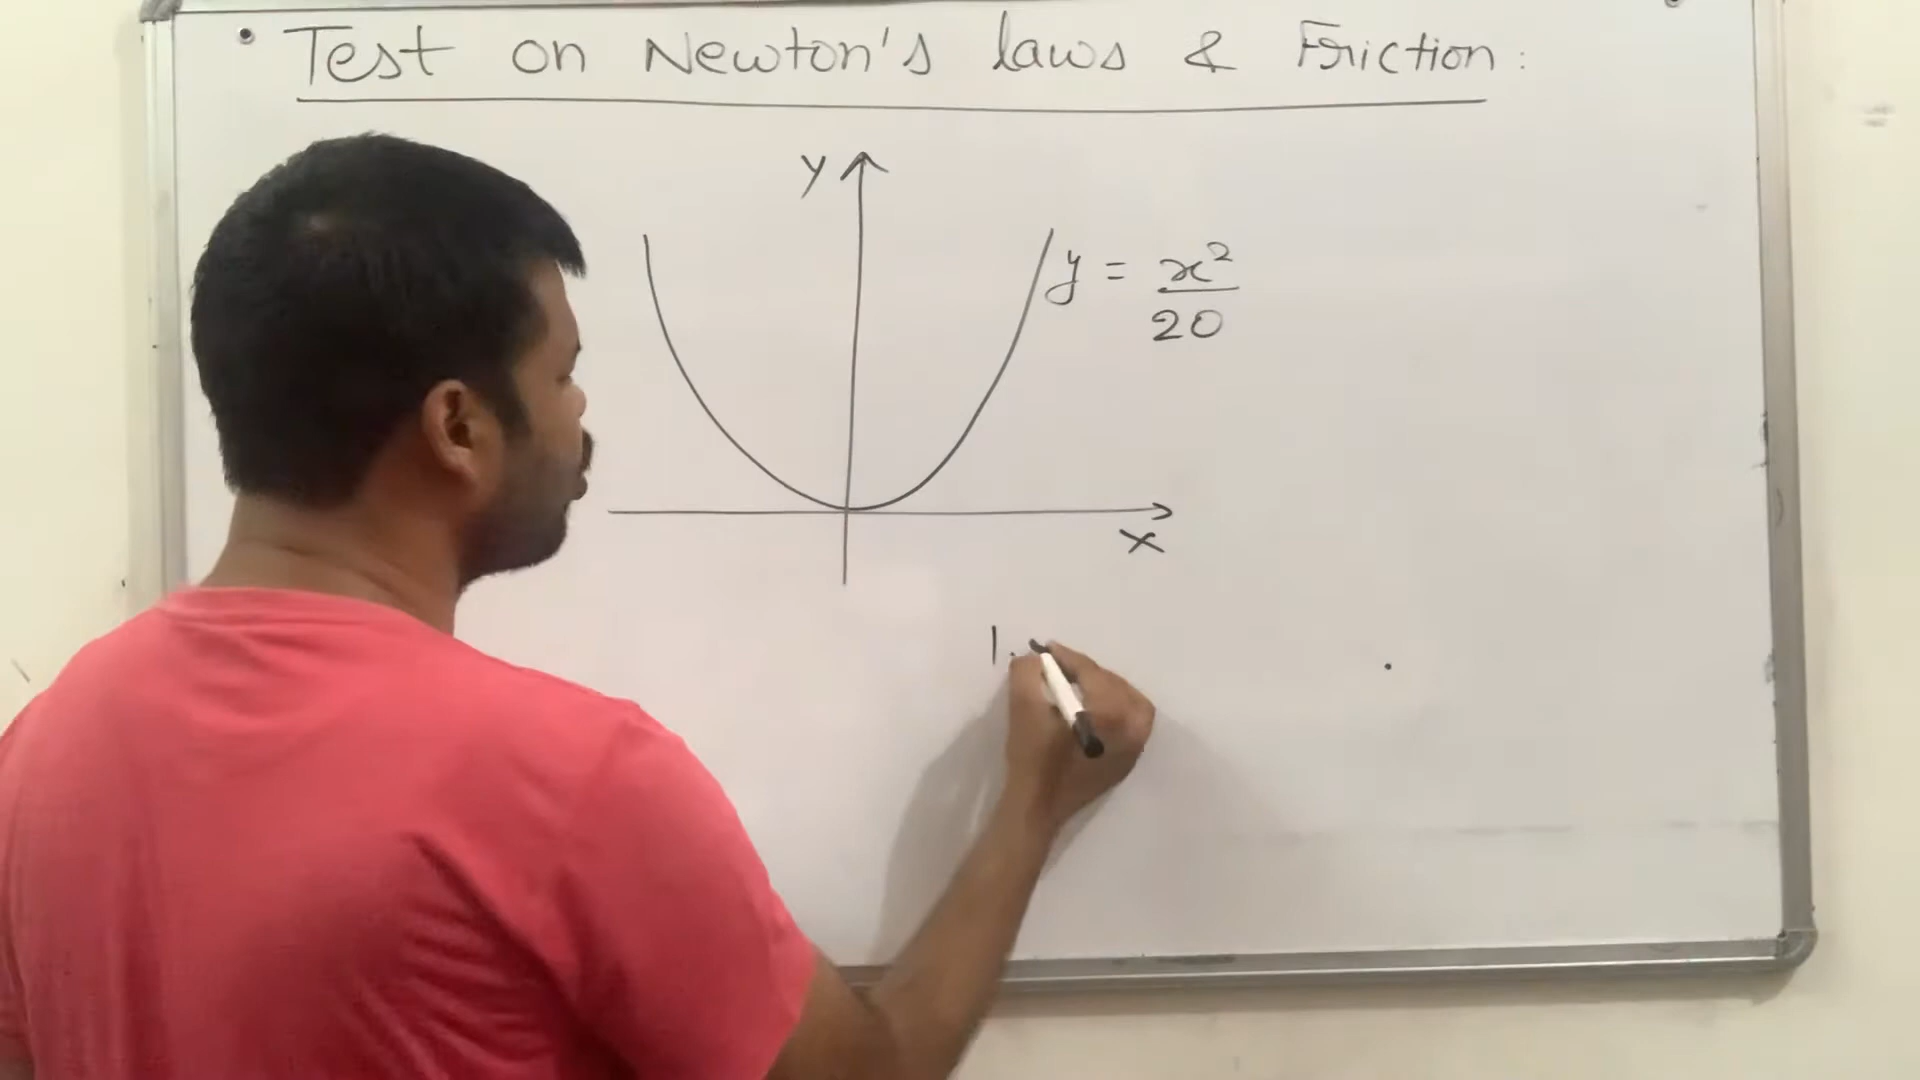 • Test on Newton's laws & Friction :
y
y = x²/20
x
1.